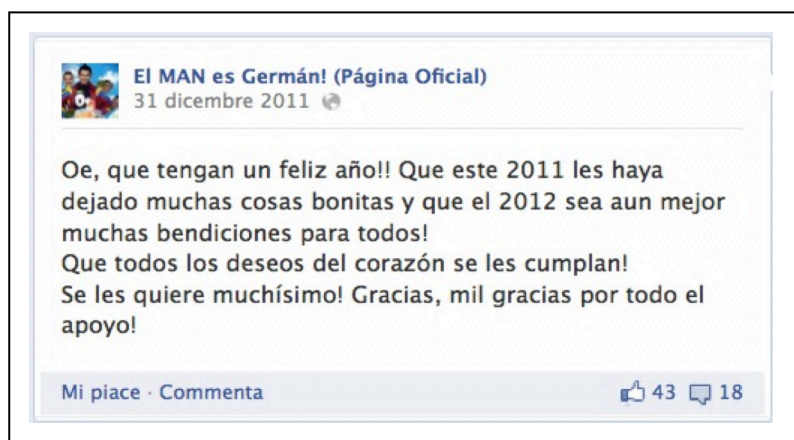 El MAN es Germán! (Página Oficial)
31 dicembre 2011
Oe, que tengan un feliz año!! Que este 2011 les haya
dejado muchas cosas bonitas y que el 2012 sea aun mejor
muchas bendiciones para todos!
Que todos los deseos del corazón se les cumplan!
Se les quiere muchísimo! Gracias, mil gracias por todo el
apoyo!
Mi piace · Commenta 43 18